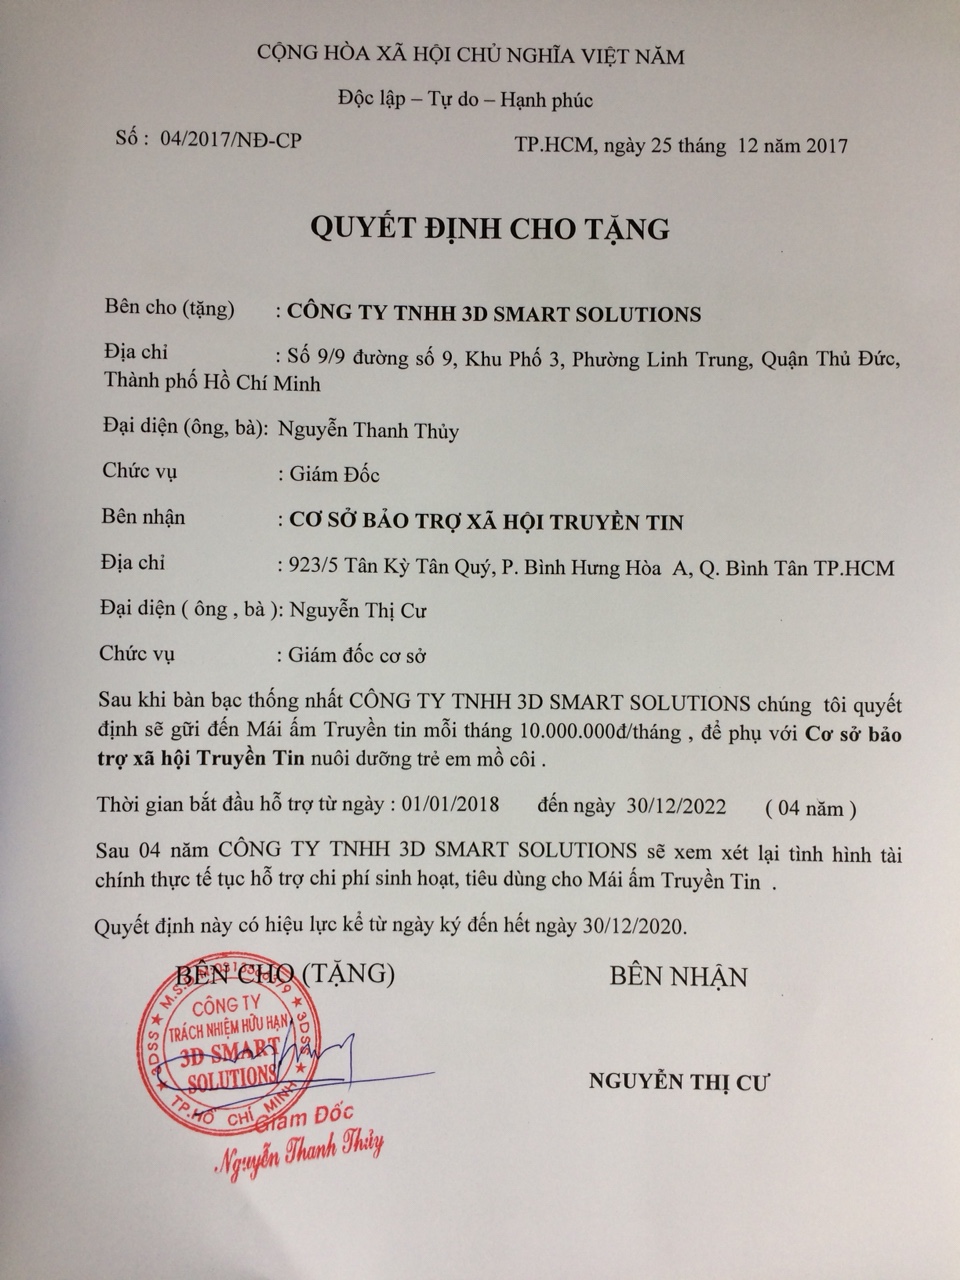 CỘNG HÒA XÃ HỘI CHỦ NGHĨA VIỆT NĂM
Độc lập – Tự do – Hạnh phúc
Số : 04/2017/NĐ-CP TP.HCM, ngày 25 tháng 12 năm 2017
QUYẾT ĐỊNH CHO TẶNG
Bên cho (tặng) : CÔNG TY TNHH 3D SMART SOLUTIONS
Địa chỉ : Số 9/9 đường số 9, Khu Phố 3, Phường Linh Trung, Quận Thủ Đức,
Thành phố Hồ Chí Minh
Đại diện (ông, bà): Nguyễn Thanh Thủy
Chức vụ : Giám Đốc
Bên nhận : CƠ SỞ BẢO TRỢ XÃ HỘI TRUYỀN TIN
Địa chỉ : 923/5 Tân Kỳ Tân Quý, P. Bình Hưng Hòa A, Q. Bình Tân TP.HCM
Đại diện ( ông , bà ): Nguyễn Thị Cư
Chức vụ : Giám đốc cơ sở
Sau khi bàn bạc thống nhất CÔNG TY TNHH 3D SMART SOLUTIONS chúng tôi quyết
định sẽ gửi đến Mái ấm Truyền tin mỗi tháng 10.000.000đ/tháng , để phụ với Cơ sở bảo
trợ xã hội Truyền Tin nuôi dưỡng trẻ em mồ côi .
Thời gian bắt đầu hỗ trợ từ ngày : 01/01/2018 đến ngày 30/12/2022 ( 04 năm )
Sau 04 năm CÔNG TY TNHH 3D SMART SOLUTIONS sẽ xem xét lại tình hình tài
chính thực tế tục hỗ trợ chi phí sinh hoạt, tiêu dùng cho Mái ấm Truyền Tin .
Quyết định này có hiệu lực kể từ ngày ký đến hết ngày 30/12/2020.
BÊN CHO (TẶNG) BÊN NHẬN
3DSS ★ M.S.D.N: ★ 3DSS
CÔNG TY
TRÁCH NHIỆM HỮU HẠN
3D SMART
SOLUTIONS
TP.HỒ CHÍ MINH
NGUYỄN THỊ CƯ
Giám Đốc
Nguyễn Thanh Thủy